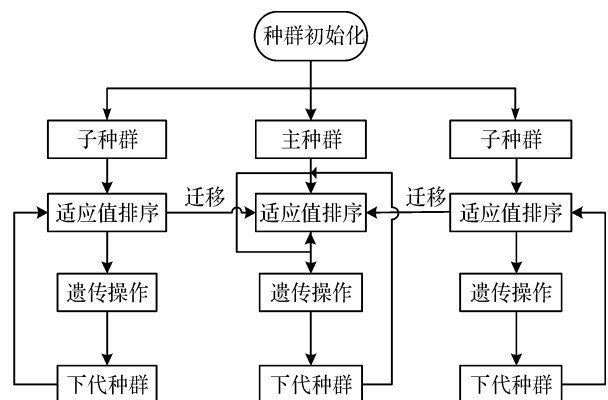 种群初始化
子种群
主种群
子种群
适应值排序
迁移
适应值排序
迁移
适应值排序
遗传操作
遗传操作
遗传操作
下代种群
下代种群
下代种群